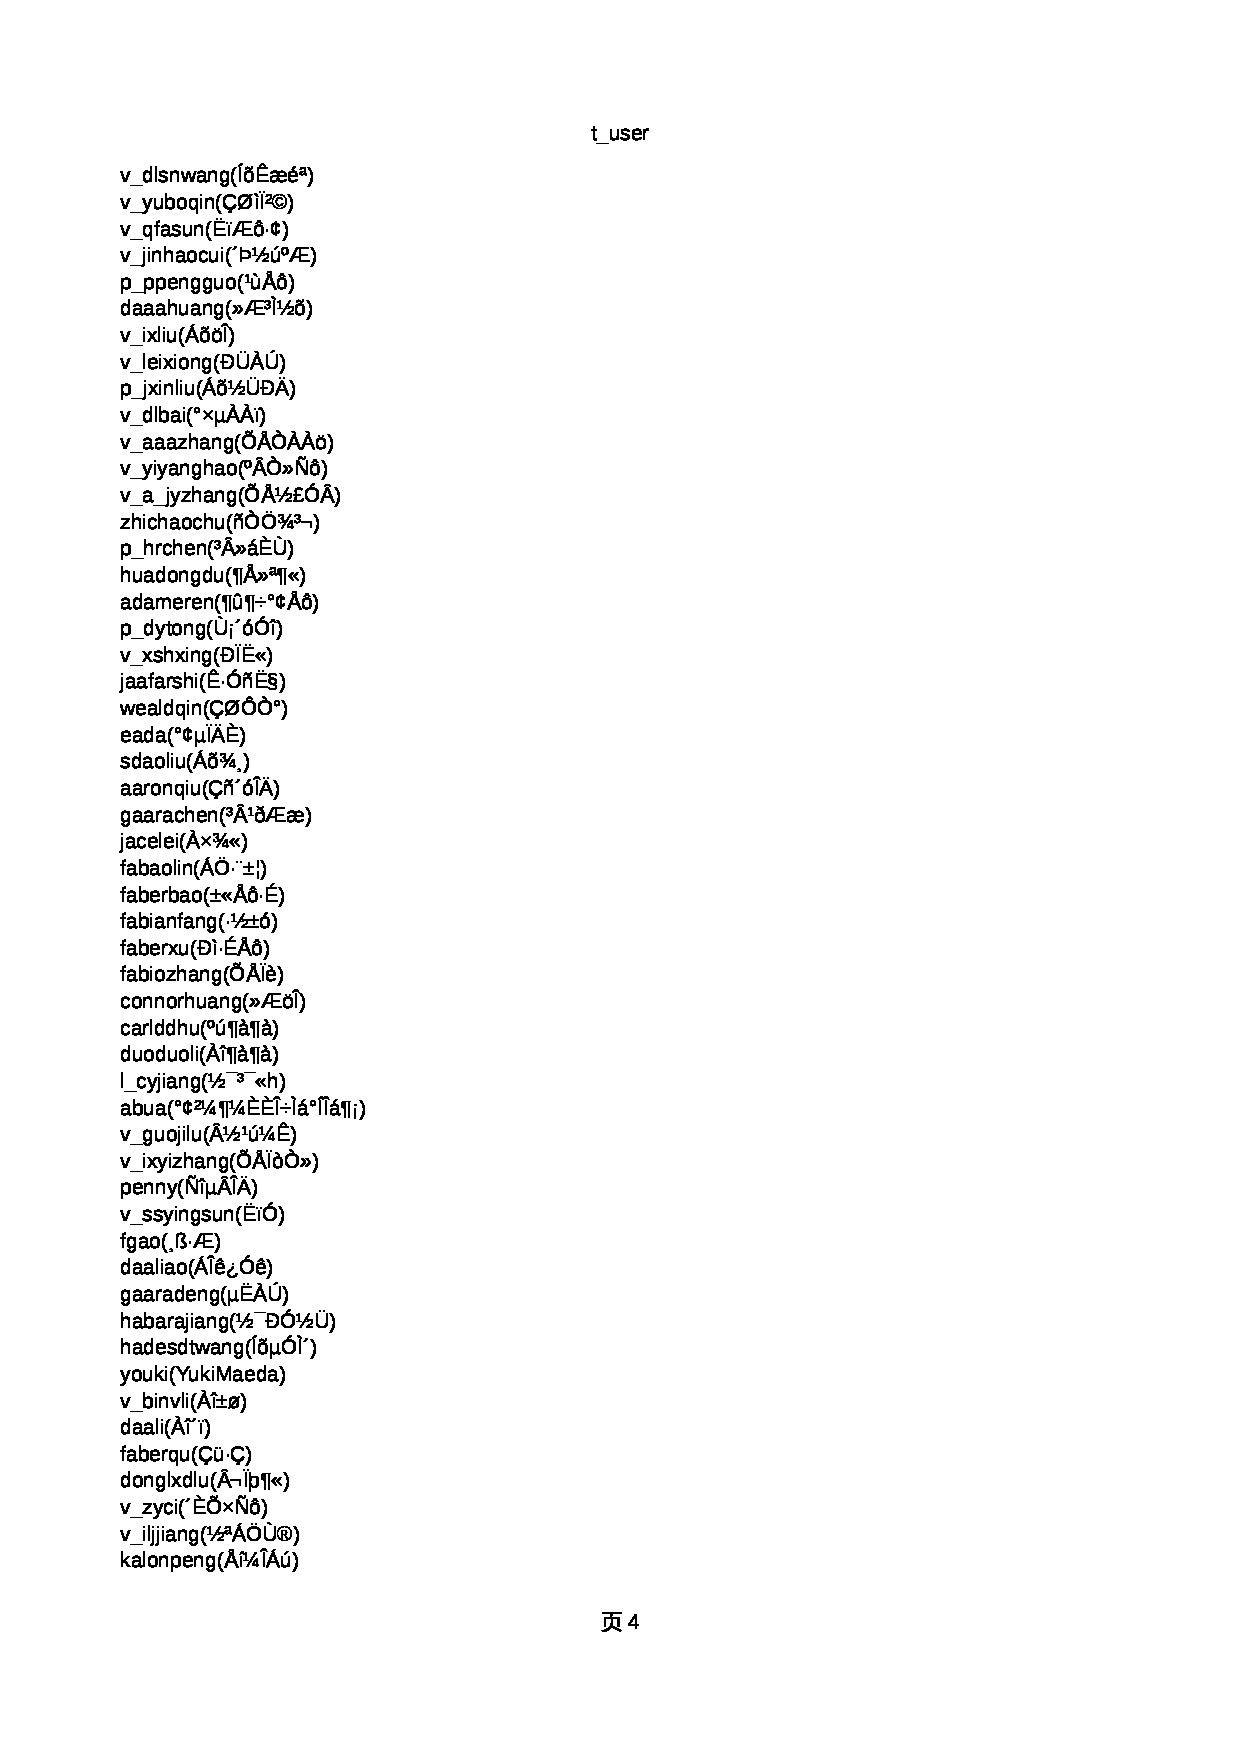 t_user
v_dlsnwang(ÍõÊæéª)
v_yuboqin(ÇØìÏ²©)
v_qfasun(ËïÆô·¢)
v_jinhaocui(´Þ½úºÆ)
p_ppengguo(¹ùÅô)
daaahuang(»Æ³Ì½õ)
v_ixliu(ÁõöÎ)
v_leixiong(ÐÜÀÚ)
p_jxinliu(Áõ½ÜÐÄ)
v_dlbai(°×µÀÀï)
v_aaazhang(ÕÅÒÀÀö)
v_yiyanghao(ºÂÒ»Ñô)
v_a_jyzhang(ÕÅ½£ÓÂ)
zhichaochu(ñÒÖ¾³¬)
p_hrchen(³Â»áÈÙ)
huadongdu(¶Å»ª¶«)
adameren(¶û¶÷°¢Åô)
p_dytong(Ù¡´óÓî)
v_xshxing(ÐÏË«)
jaafarshi(Ê·ÓñË§)
wealdqin(ÇØÔÒ°)
eada(°¢µÏÄÈ)
sdaoliu(Áõ¾¸)
aaronqiu(Çñ´óÎÄ)
gaarachen(³Â¹ðÆæ)
jacelei(À×¾«)
fabaolin(ÁÖ·¨±¦)
faberbao(±«Åô·É)
fabianfang(·½±ó)
faberxu(Ðì·ÉÅô)
fabiozhang(ÕÅÏè)
connorhuang(»ÆöÎ)
carlddhu(ºú¶à¶à)
duoduoli(Àî¶à¶à)
l_cyjiang(½¯³¯«h)
abua(°¢²¼¶¼ÈÈÎ÷Ìá°ÎÎá¶¡)
v_guojilu(Â½¹ú¼Ê)
v_ixyizhang(ÕÅÏòÒ»)
penny(ÑîµÂÎÄ)
v_ssyingsun(ËïÓ)
fgao(¸ß·Æ)
daaliao(ÁÎê¿Óê)
gaaradeng(µËÀÚ)
habarajiang(½¯ÐÓ½Ü)
hadesdtwang(ÍõµÓÌ´)
youki(YukiMaeda)
v_binvli(Àî±ø)
daali(Àî´ï)
faberqu(Çü·Ç)
donglxdlu(Â¬Ïþ¶«)
v_zyci(´ÈÕ×Ñô)
v_iljjiang(½ªÁÖÙ®)
kalonpeng(Åí¼ÎÁú)
页 4